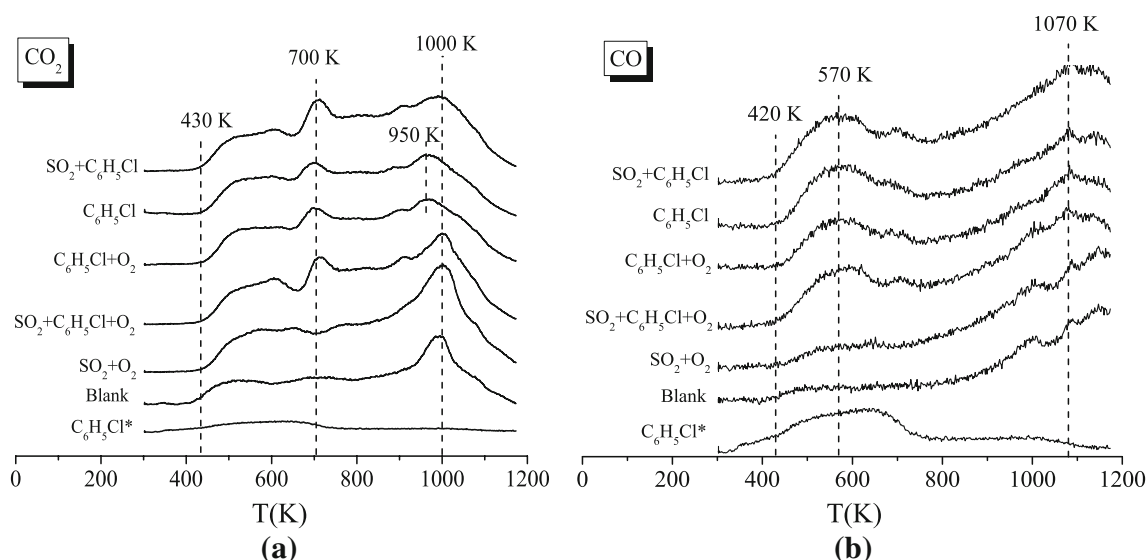 CO₂
1000 K
700 K
430 K
950 K
SO₂+C₆H₅Cl
C₆H₅Cl
C₆H₅Cl+O₂
SO₂+C₆H₅Cl+O₂
SO₂+O₂
Blank
C₆H₅Cl*
0 200 400 600 800 1000 1200
T(K)
(a)
CO
1070 K
570 K
420 K
SO₂+C₆H₅Cl
C₆H₅Cl
C₆H₅Cl+O₂
SO₂+C₆H₅Cl+O₂
SO₂+O₂
Blank
C₆H₅Cl*
0 200 400 600 800 1000 1200
T(K)
(b)